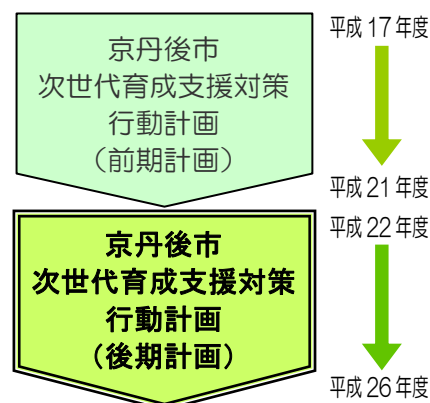 京丹後市
次世代育成支援対策
行動計画
（前期計画）
平成 17 年度
平成 21 年度
京丹後市
次世代育成支援対策
行動計画
（後期計画）
平成 22 年度
平成 26 年度